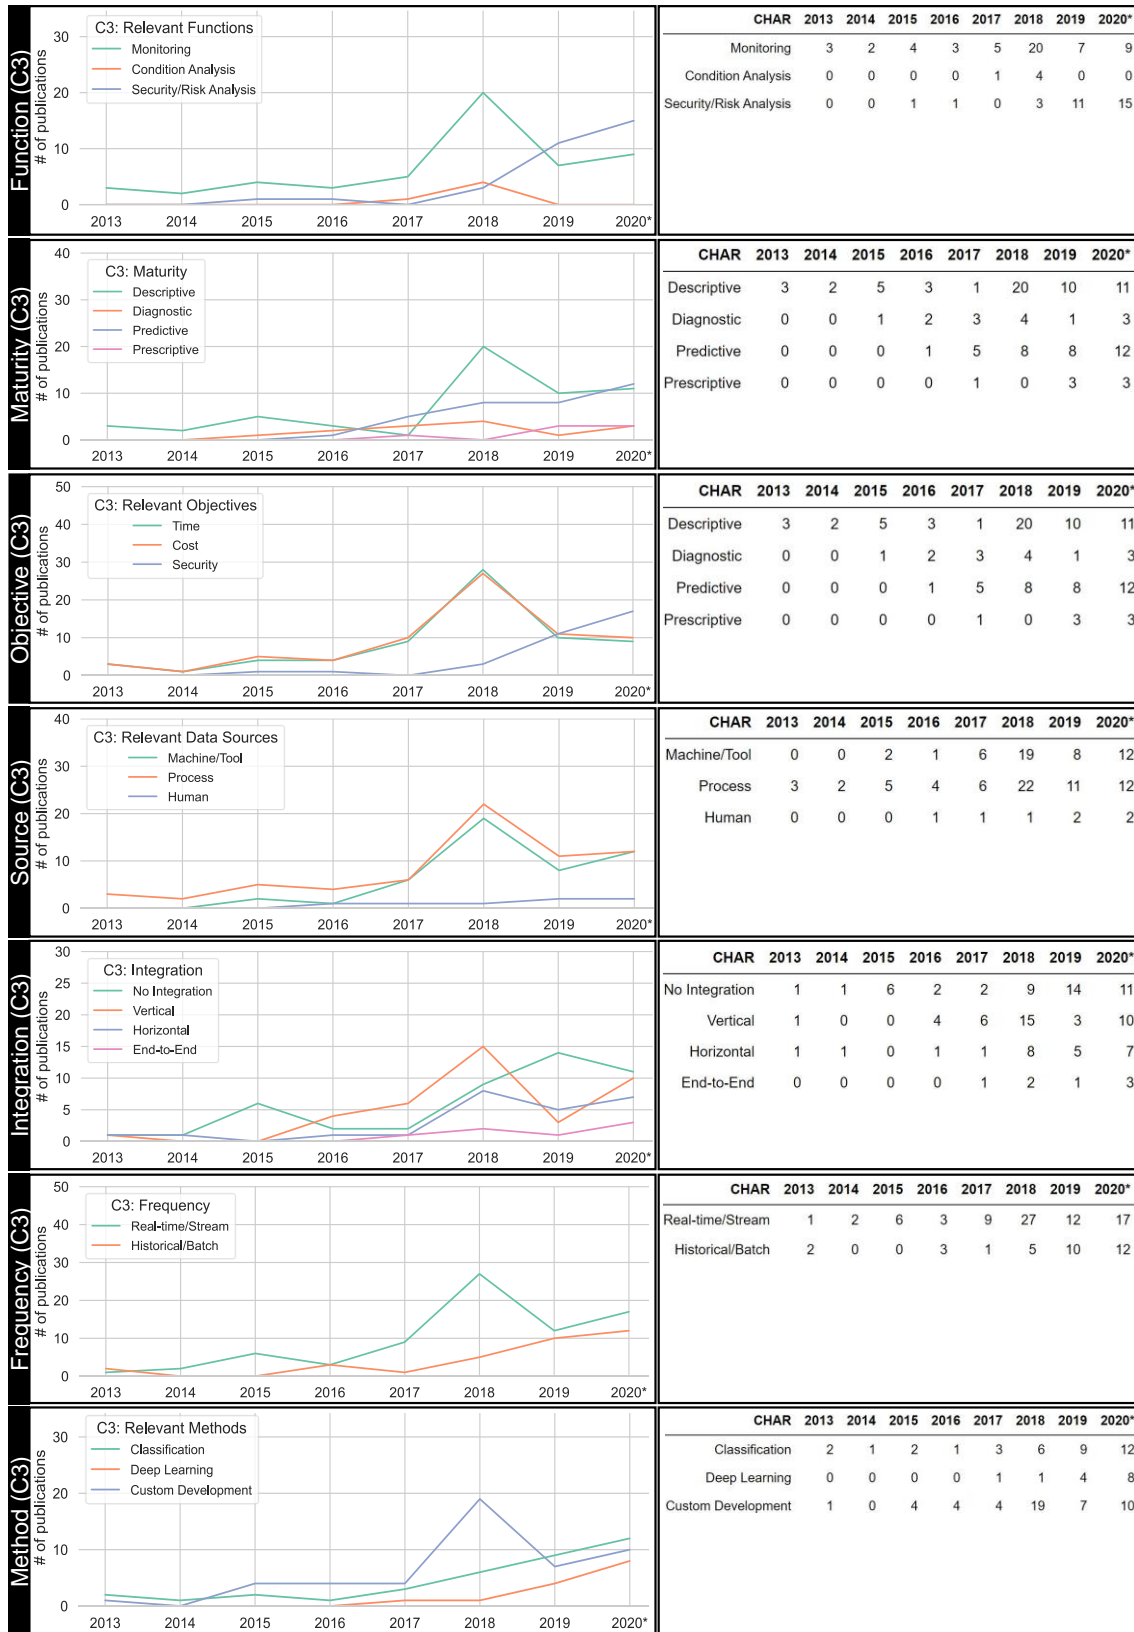 Function (C3)
# of publications
C3: Relevant Functions
Monitoring
Condition Analysis
Security/Risk Analysis
30
20
10
0
2013 2014 2015 2016 2017 2018 2019 2020*
CHAR 2013 2014 2015 2016 2017 2018 2019 2020*
Monitoring 3 2 4 3 5 20 7 9
Condition Analysis 0 0 0 0 1 4 0 0
Security/Risk Analysis 0 0 1 1 0 3 11 15
Maturity (C3)
# of publications
C3: Maturity
Descriptive
Diagnostic
Predictive
Prescriptive
40
30
20
10
0
2013 2014 2015 2016 2017 2018 2019 2020*
CHAR 2013 2014 2015 2016 2017 2018 2019 2020*
Descriptive 3 2 5 3 1 20 10 11
Diagnostic 0 0 1 2 3 4 1 3
Predictive 0 0 0 1 5 8 8 12
Prescriptive 0 0 0 0 1 0 3 3
Objective (C3)
# of publications
C3: Relevant Objectives
Time
Cost
Security
50
40
30
20
10
0
2013 2014 2015 2016 2017 2018 2019 2020*
CHAR 2013 2014 2015 2016 2017 2018 2019 2020*
Descriptive 3 2 5 3 1 20 10 11
Diagnostic 0 0 1 2 3 4 1 3
Predictive 0 0 0 1 5 8 8 12
Prescriptive 0 0 0 0 1 0 3 3
Source (C3)
# of publications
C3: Relevant Data Sources
Machine/Tool
Process
Human
40
30
20
10
0
2013 2014 2015 2016 2017 2018 2019 2020*
CHAR 2013 2014 2015 2016 2017 2018 2019 2020*
Machine/Tool 0 0 2 1 6 19 8 12
Process 3 2 5 4 6 22 11 12
Human 0 0 0 1 1 1 2 2
Integration (C3)
# of publications
C3: Integration
No Integration
Vertical
Horizontal
End-to-End
30
25
20
15
10
5
0
2013 2014 2015 2016 2017 2018 2019 2020*
CHAR 2013 2014 2015 2016 2017 2018 2019 2020*
No Integration 1 1 6 2 2 9 14 11
Vertical 1 0 0 4 6 15 3 10
Horizontal 1 1 0 1 1 8 5 7
End-to-End 0 0 0 0 1 2 1 3
Frequency (C3)
# of publications
C3: Frequency
Real-time/Stream
Historical/Batch
50
40
30
20
10
0
2013 2014 2015 2016 2017 2018 2019 2020*
CHAR 2013 2014 2015 2016 2017 2018 2019 2020*
Real-time/Stream 1 2 6 3 9 27 12 17
Historical/Batch 2 0 0 3 1 5 10 12
Method (C3)
# of publications
C3: Relevant Methods
Classification
Deep Learning
Custom Development
30
20
10
0
2013 2014 2015 2016 2017 2018 2019 2020*
CHAR 2013 2014 2015 2016 2017 2018 2019 2020*
Classification 2 1 2 1 3 6 9 12
Deep Learning 0 0 0 0 1 1 4 8
Custom Development 1 0 4 4 4 19 7 10